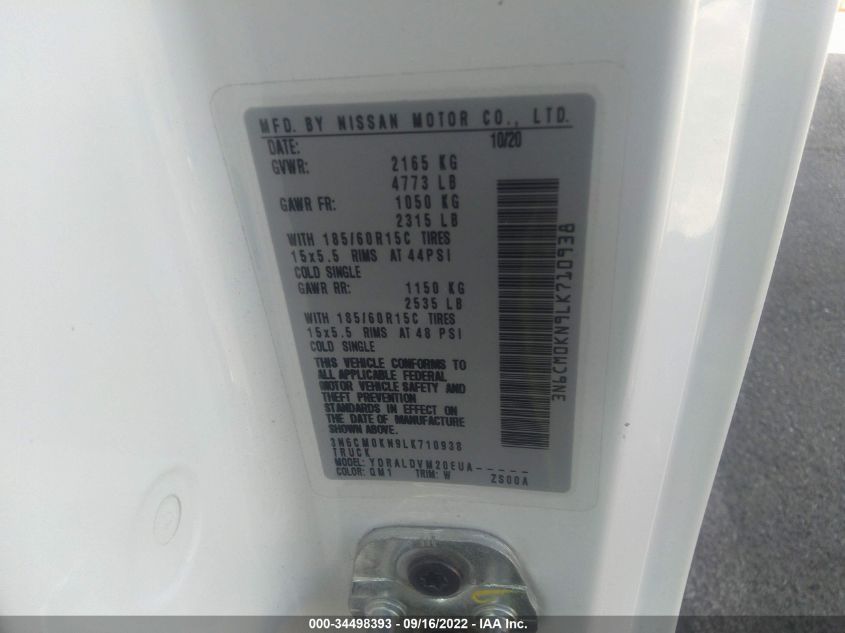 MFD. BY NISSAN MOTOR CO., LTD.
DATE: 10/20
GVWR: 2165 KG
4773 LB
GAWR FR: 1050 KG
2315 LB
WITH 185/60R15C TIRES
15x5.5 RIMS AT 44PSI
COLD SINGLE
GAWR RR: 1150 KG
2535 LB
WITH 185/60R15C TIRES
15x5.5 RIMS AT 48 PSI
COLD SINGLE
THIS VEHICLE CONFORMS TO
ALL APPLICABLE FEDERAL
MOTOR VEHICLE SAFETY AND
THEFT PREVENTION
STANDARDS IN EFFECT ON
THE DATE OF MANUFACTURE
SHOWN ABOVE.
3N6CM0KN9LK710938
TRUCK
MODEL: YDRALDVM20EUA-----
COLOR: QM1 TRIM: W ZS00A
3N6CM0KN9LK710938
000-34498393 - 09/16/2022 - IAA Inc.